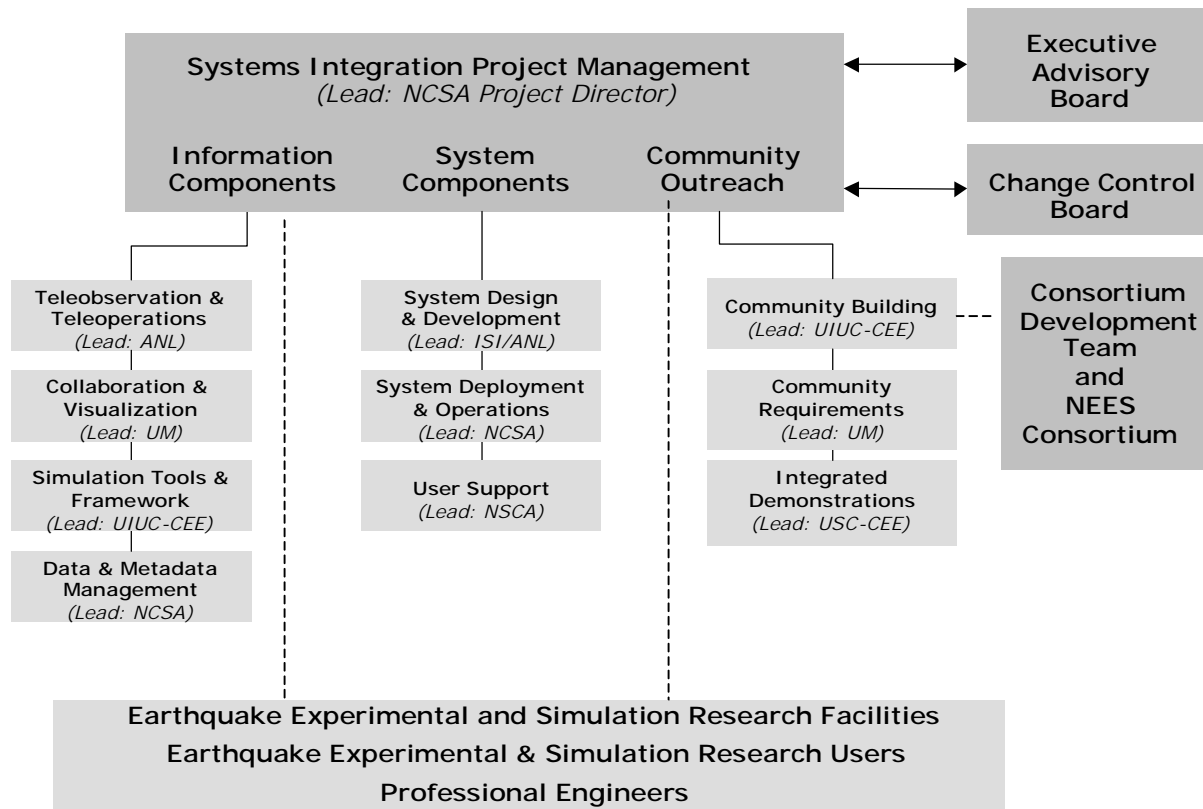 Systems Integration Project Management
(Lead: NCSA Project Director)
Information
Components
System
Components
Community
Outreach
Executive
Advisory
Board
Change Control
Board
Teleobservation &
Teleoperations
(Lead: ANL)
Collaboration &
Visualization
(Lead: UM)
Simulation Tools &
Framework
(Lead: UIUC-CEE)
Data & Metadata
Management
(Lead: NCSA)
System Design
& Development
(Lead: ISI/ANL)
System Deployment
& Operations
(Lead: NCSA)
User Support
(Lead: NSCA)
Community Building
(Lead: UIUC-CEE)
Community
Requirements
(Lead: UM)
Integrated
Demonstrations
(Lead: USC-CEE)
Consortium
Development
Team
and
NEES
Consortium
Earthquake Experimental and Simulation Research Facilities
Earthquake Experimental & Simulation Research Users
Professional Engineers